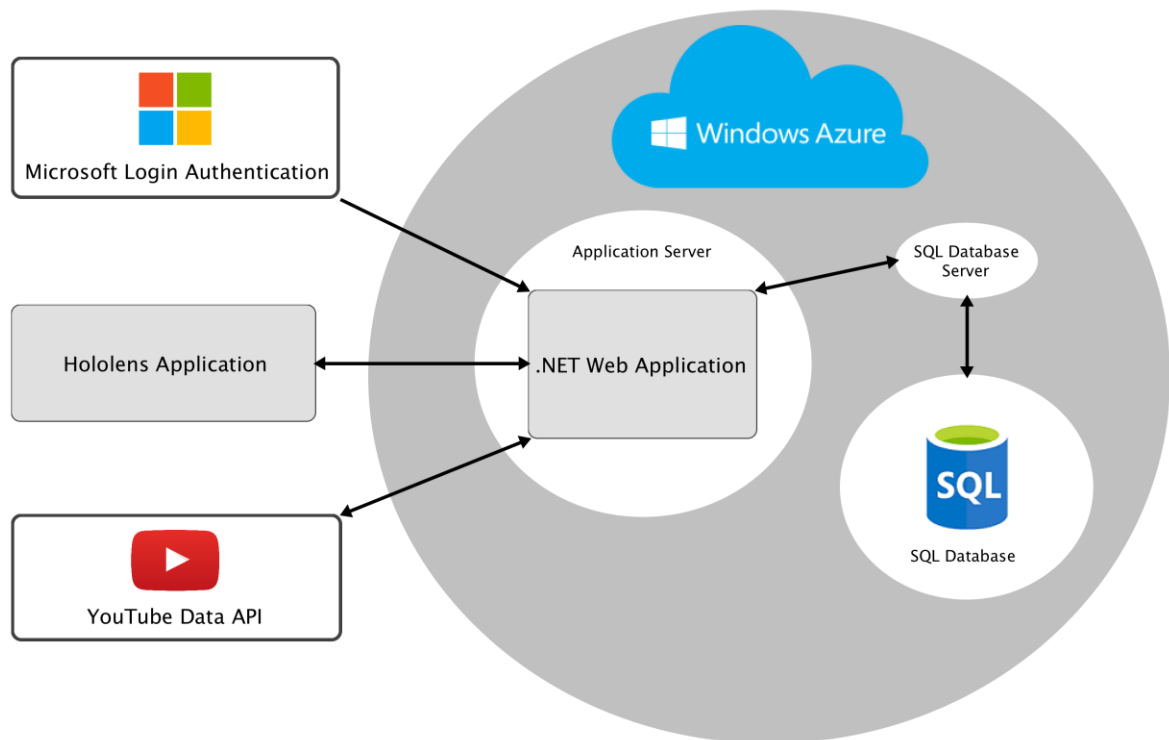 Windows Azure
Microsoft Login Authentication
Application Server
SQL Database
Server
Hololens Application
.NET Web Application
SQL
SQL Database
YouTube Data API